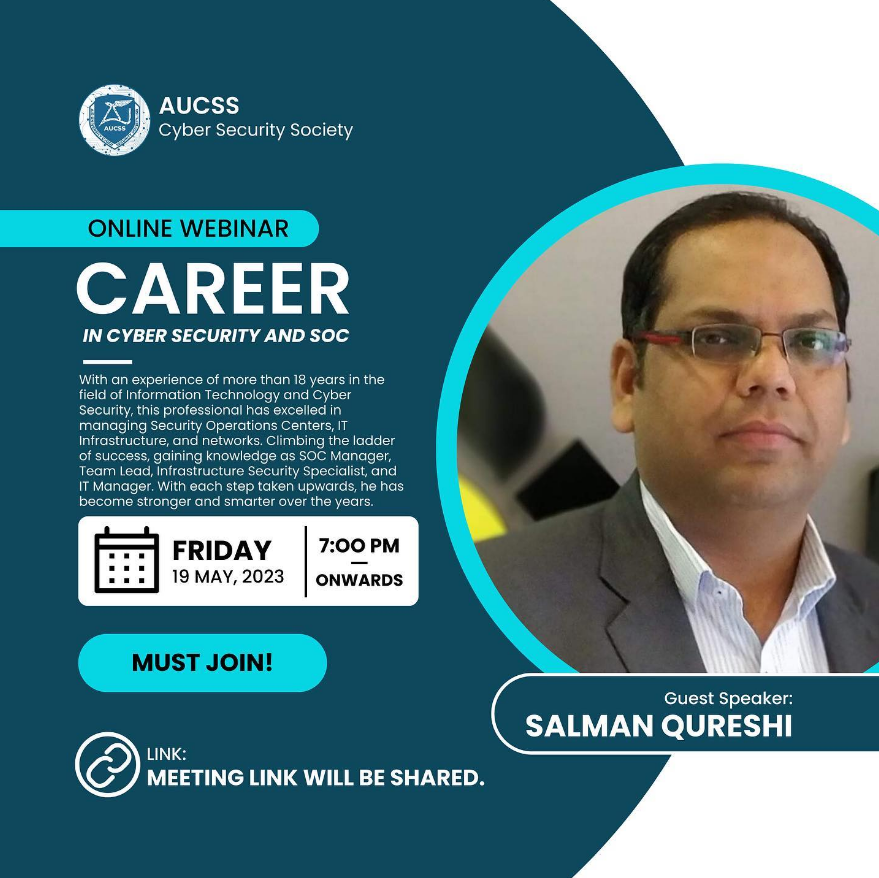 AUCSS
AUCSS
Cyber Security Society
ONLINE WEBINAR
CAREER
IN CYBER SECURITY AND SOC
With an experience of more than 18 years in the
field of Information Technology and Cyber
Security, this professional has excelled in
managing Security Operations Centers, IT
Infrastructure, and networks. Climbing the ladder
of success, gaining knowledge as SOC Manager,
Team Lead, Infrastructure Security Specialist, and
IT Manager. With each step taken upwards, he has
become stronger and smarter over the years.
FRIDAY
19 MAY, 2023
7:00 PM
ONWARDS
MUST JOIN!
Guest Speaker:
SALMAN QURESHI
LINK:
MEETING LINK WILL BE SHARED.